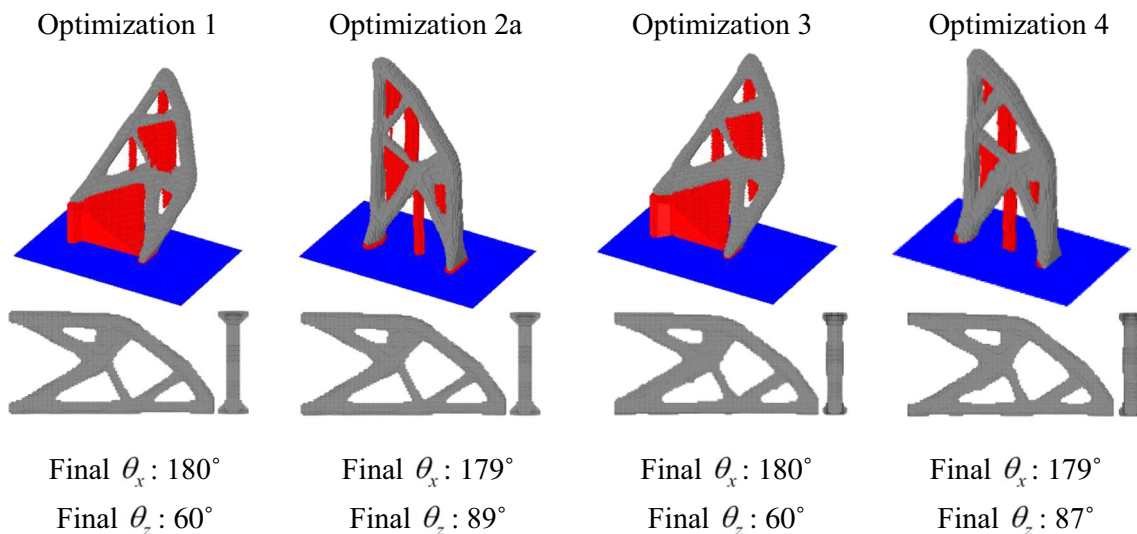 Optimization 1 Optimization 2a Optimization 3 Optimization 4
Final θx : 180˚ Final θx : 179˚ Final θx : 180˚ Final θx : 179˚
Final θz : 60˚ Final θz : 89˚ Final θz : 60˚ Final θz : 87˚